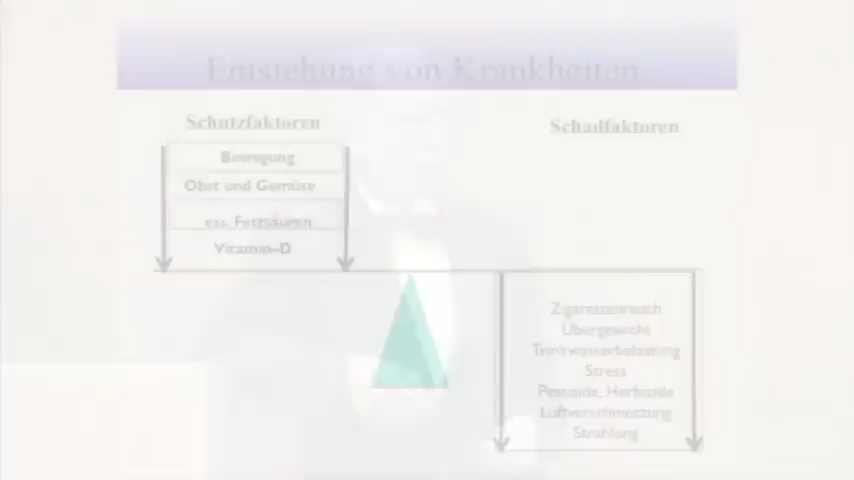 Entstehung von Krankheiten
Schutzfaktoren
Bewegung
Obst und Gemüse
ess. Fettsäuren
Vitamin-D
Schadfaktoren
Zigarettenrauch
Übergewicht
Trinkwasserbelastung
Stress
Pestizide, Herbizide
Luftverschmutzung
Strahlung